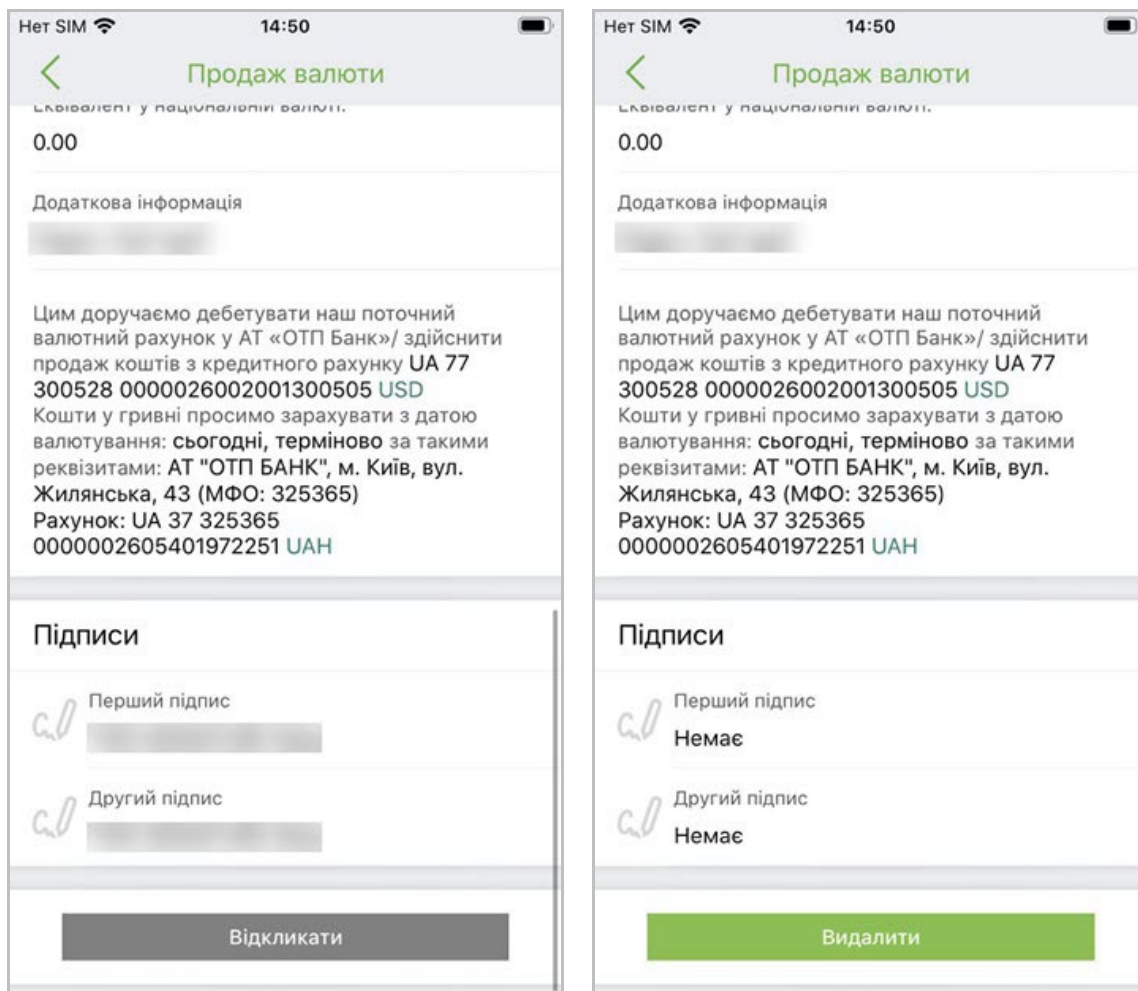 Нет SIM
14:50
Продаж валюти
Еквівалент у національній валюті:
0.00
Додаткова інформація
Цим доручаємо дебетувати наш поточний
валютний рахунок у АТ «ОТП Банк»/ здійснити
продаж коштів з кредитного рахунку UA 77
300528 0000026002001300505 USD
Кошти у гривні просимо зарахувати з датою
валютування: сьогодні, терміново за такими
реквізитами: АТ "ОТП БАНК", м. Київ, вул.
Жилянська, 43 (МФО: 325365)
Рахунок: UA 37 325365
0000002605401972251 UAH
Підписи
Перший підпис
Другий підпис
Відкликати
Нет SIM
14:50
Продаж валюти
Еквівалент у національній валюті:
0.00
Додаткова інформація
Цим доручаємо дебетувати наш поточний
валютний рахунок у АТ «ОТП Банк»/ здійснити
продаж коштів з кредитного рахунку UA 77
300528 0000026002001300505 USD
Кошти у гривні просимо зарахувати з датою
валютування: сьогодні, терміново за такими
реквізитами: АТ "ОТП БАНК", м. Київ, вул.
Жилянська, 43 (МФО: 325365)
Рахунок: UA 37 325365
0000002605401972251 UAH
Підписи
Перший підпис
Немає
Другий підпис
Немає
Видалити